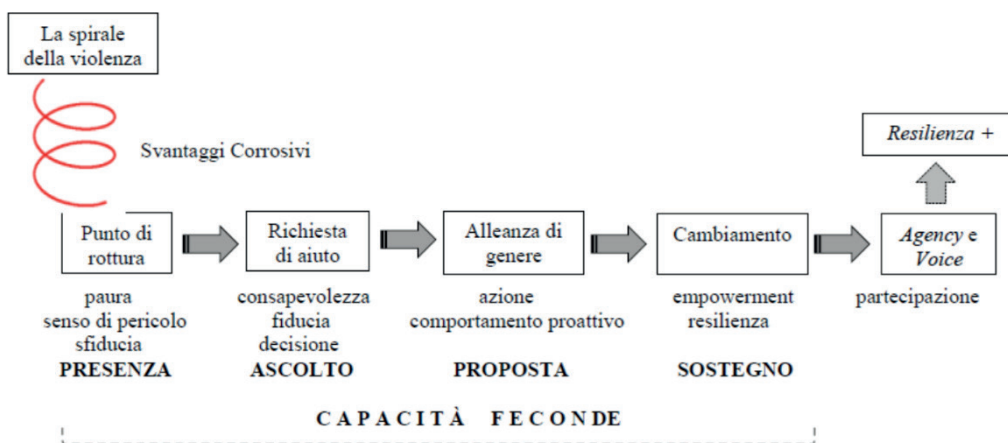 La spirale
della violenza
Svantaggi Corrosivi
Resilienza +
Punto di
rottura
Richiesta
di aiuto
Alleanza di
genere
Cambiamento
Agency e
Voice
paura
senso di pericolo
sfiducia
PRESENZA
consapevolezza
fiducia
decisione
ASCOLTO
azione
comportamento proattivo
PROPOSTA
empowerment
resilienza
SOSTEGNO
partecipazione
CAPACITÀ FECONDE